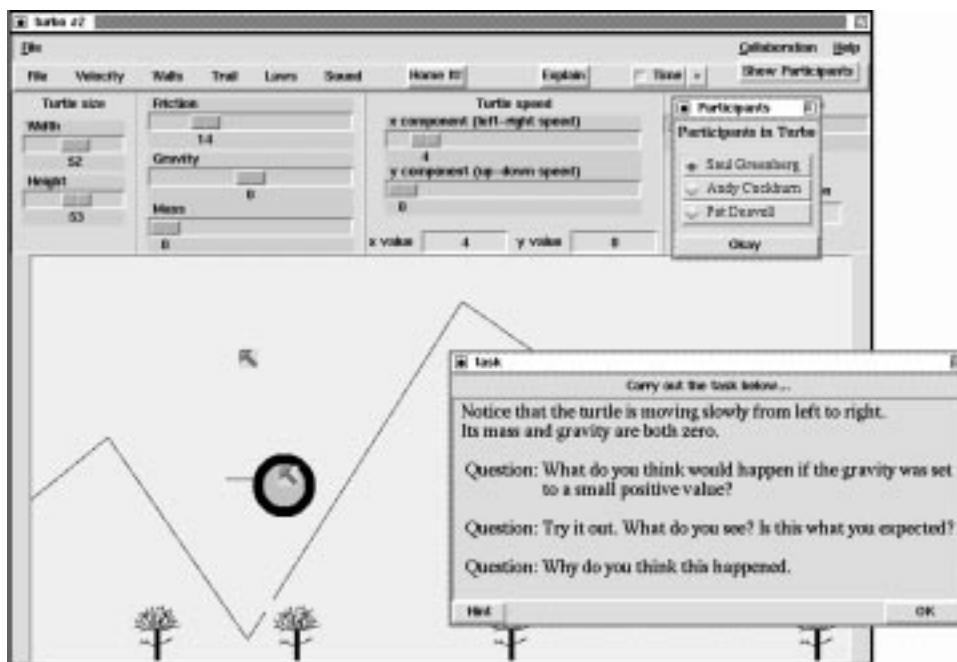 turbo #2
File
Collaboration Help
File Velocity Walls Trail Laws Sound Home It! Explain Time Show Participants
Turtle size
Width
52
Height
53
Friction
14
Gravity
0
Mass
0
Turtle speed
x component (left-right speed)
4
y component (up-down speed)
0
x value 4 y value 0
Participants
Participants in Turbo
Saul Greenberg
Andy Cockburn
Okay
task
Carry out the task below...
Notice that the turtle is moving slowly from left to right.
Its mass and gravity are both zero.
Question: What do you think would happen if the gravity was set
to a small positive value?
Question: Try it out. What do you see? Is this what you expected?
Question: Why do you think this happened.
Hint OK